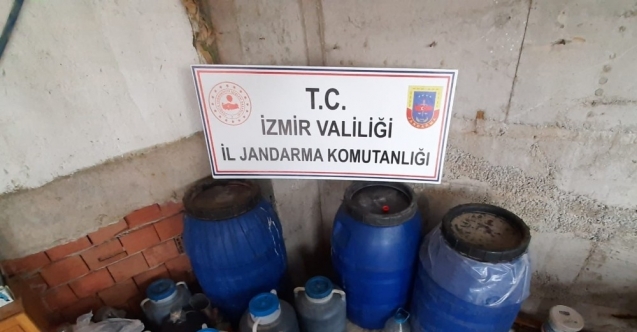 T.C.
İZMİR VALİLİĞİ
İL JANDARMA KOMUTANLIĞI